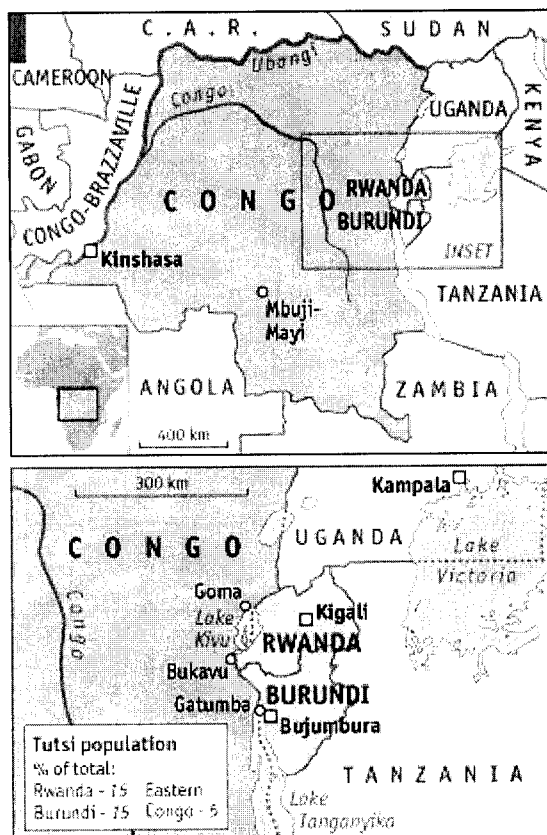 C. A. R.
SUDAN
CAMEROON
Ubangi
Congo
UGANDA
KENYA
GABON
CONGO-BRAZZAVILLE
CONGO
RWANDA
BURUNDI
Kinshasa
INSET
Mbuji-
Mayi
TANZANIA
ANGOLA
ZAMBIA
400 km
300 km
Kampala
CONGO
UGANDA
Lake
Victoria
Congo
Goma
Lake
Kivu
Kigali
RWANDA
Bukavu
BURUNDI
Gatumba
Bujumbura
Tutsi population
% of total:
Rwanda - 15 Eastern
Burundi - 15 Congo - 5
TANZANIA
Lake
Tanganyika